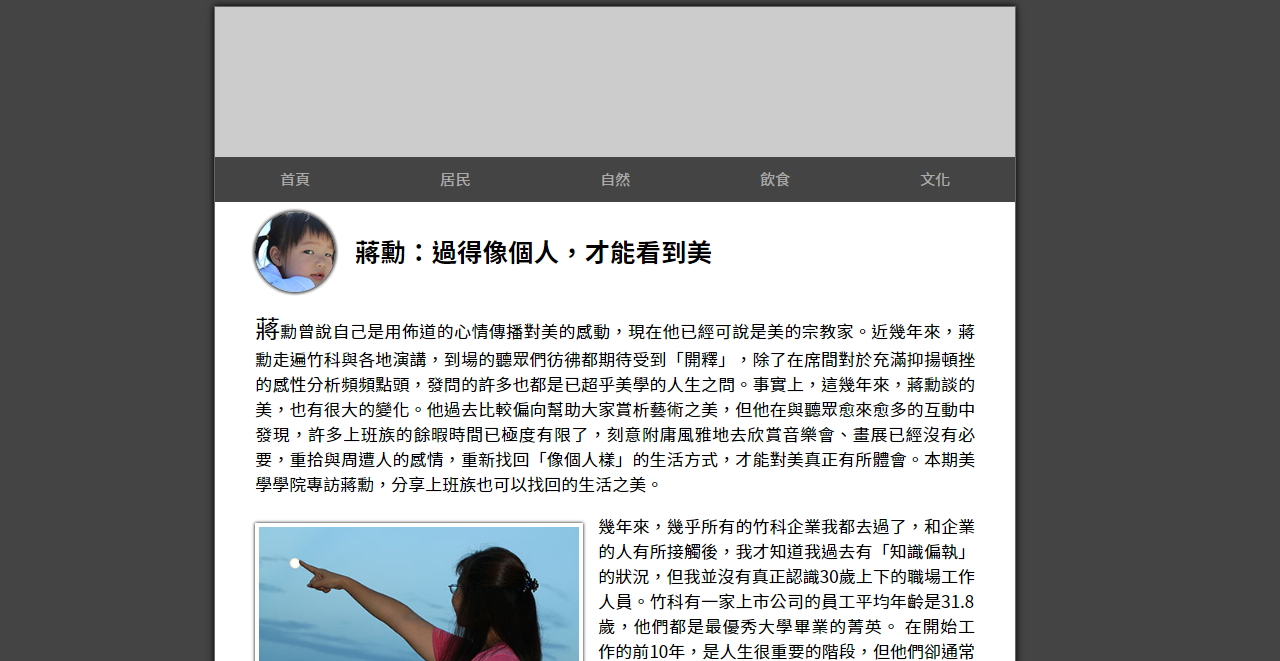 首頁 居民 自然 飲食 文化
蔣勳：過得像個人，才能看到美
蔣勳曾說自己是用佈道的心情傳播對美的感動，現在他已經可說是美的宗教家。近幾年來，蔣
勳走遍竹科與各地演講，到場的聽眾們彷彿都期待受到「開釋」，除了在席間對於充滿抑揚頓挫
的感性分析頻頻點頭，發問的許多也都是已超乎美學的人生之問。事實上，這幾年來，蔣勳談的
美，也有很大的變化。他過去比較偏向幫助大家賞析藝術之美，但他在與聽眾愈來愈多的互動中
發現，許多上班族的餘暇時間已極度有限了，刻意附庸風雅地去欣賞音樂會、畫展已經沒有必
要，重拾與周遭人的感情，重新找回「像個人樣」的生活方式，才能對美真正有所體會。本期美
學學院專訪蔣勳，分享上班族也可以找回的生活之美。
幾年來，幾乎所有的竹科企業我都去過了，和企業
的人有所接觸後，我才知道我過去有「知識偏執」
的狀況，但我並沒有真正認識30歲上下的職場工作
人員。竹科有一家上市公司的員工平均年齡是31.8
歲，他們都是最優秀大學畢業的菁英。 在開始工
作的前10年，是人生很重要的階段，但他們卻通常